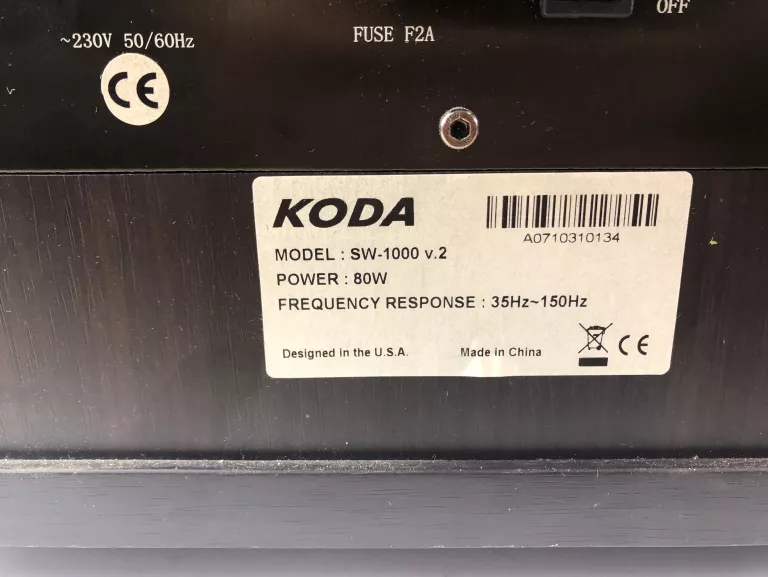 OFF
~230V 50/60Hz
FUSE F2A
CE
KODA
A0710310134
MODEL : SW-1000 v.2
POWER : 80W
FREQUENCY RESPONSE : 35Hz~150Hz
Designed in the U.S.A.
Made in China
CE